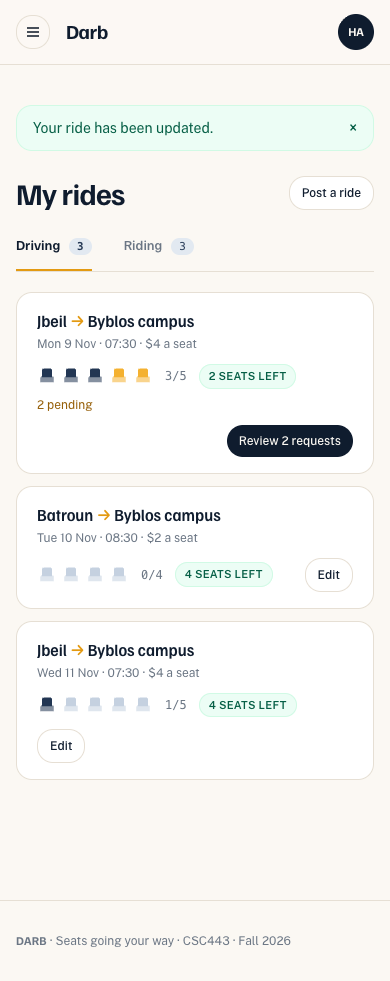 Darb
HA
Your ride has been updated.
×
My rides
Post a ride
Driving 3
Riding 3
Jbeil → Byblos campus
Mon 9 Nov · 07:30 · $4 a seat
3/5
2 SEATS LEFT
2 pending
Review 2 requests
Batroun → Byblos campus
Tue 10 Nov · 08:30 · $2 a seat
0/4
4 SEATS LEFT
Edit
Jbeil → Byblos campus
Wed 11 Nov · 07:30 · $4 a seat
1/5
4 SEATS LEFT
Edit
DARB · Seats going your way · CSC443 · Fall 2026